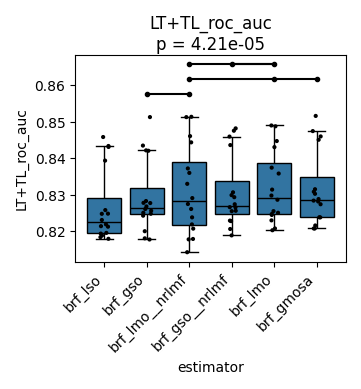 LT+TL_roc_auc
p = 4.21e-05
LT+TL_roc_auc
0.86
0.85
0.84
0.83
0.82
brf_lso
brf_gso
brf_lmo__nrlmf
brf_gso__nrlmf
brf_lmo
brf_gmosa
estimator